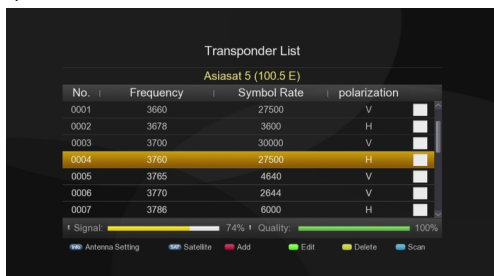 Transponder List
Asiasat 5 (100.5 E)
No. Frequency Symbol Rate polarization
0001 3660 27500 V
0002 3678 3600 H
0003 3700 30000 V
0004 3760 27500 H
0005 3765 4640 V
0006 3770 2644 V
0007 3786 6000 H
Signal: 74% Quality: 100%
Antenna Setting SAT Satellite Add Edit Delete Scan